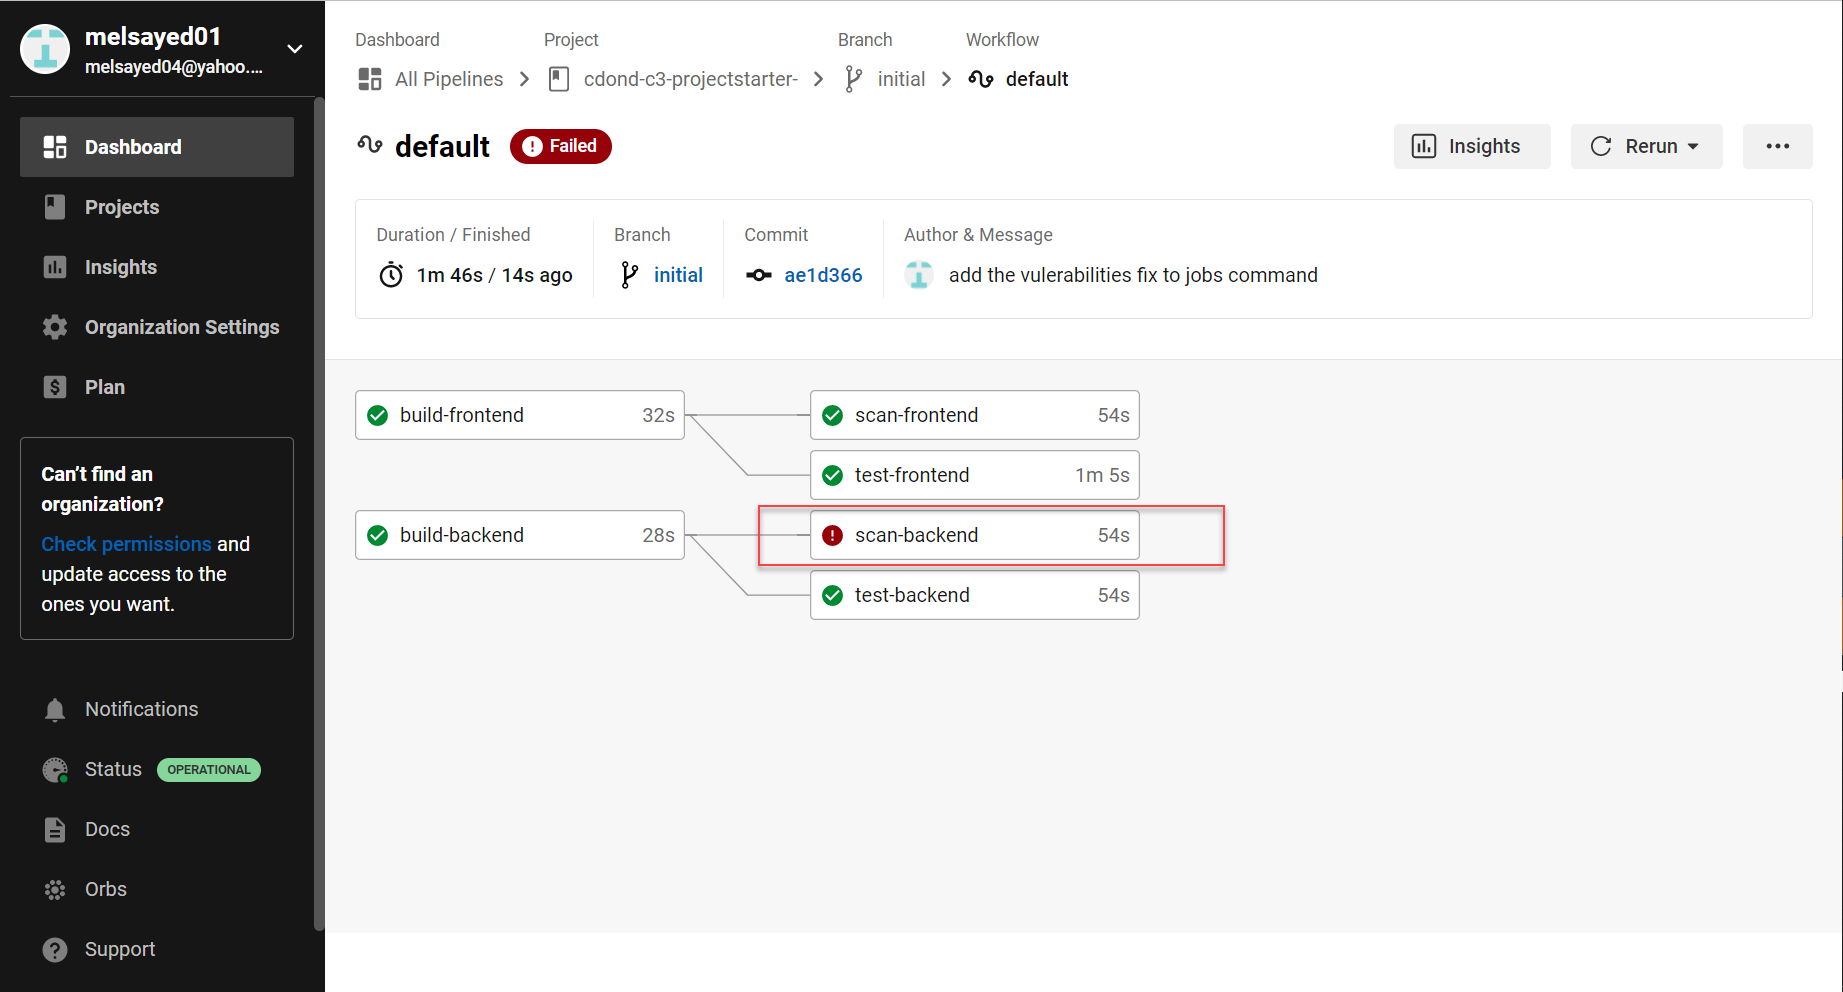 melsayed01
melsayed04@yahoo....
Dashboard
Projects
Insights
Organization Settings
Plan
Can't find an
organization?
Check permissions and
update access to the
ones you want.
Notifications
Status OPERATIONAL
Docs
Orbs
Support
Dashboard Project Branch Workflow
All Pipelines cdond-c3-projectstarter- initial default
default Failed
Insights Rerun
Duration / Finished Branch Commit Author & Message
1m 46s / 14s ago initial ae1d366 add the vulerabilities fix to jobs command
build-frontend 32s scan-frontend 54s
test-frontend 1m 5s
build-backend 28s scan-backend 54s
test-backend 54s